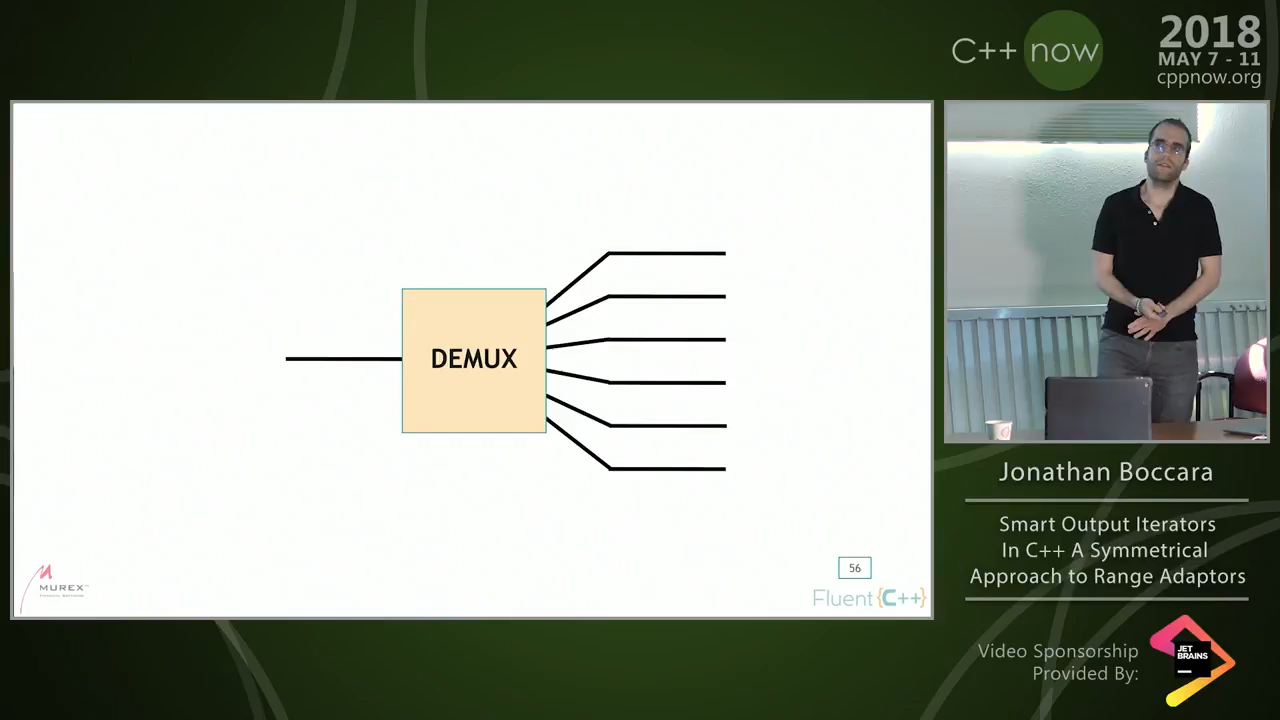 C++ now
2018
MAY 7 - 11
cppnow.org
DEMUX
56
MUREX
Fluent {C++}
Jonathan Boccara
Smart Output Iterators
In C++ A Symmetrical
Approach to Range Adaptors
Video Sponsorship
Provided By:
JET
BRAINS